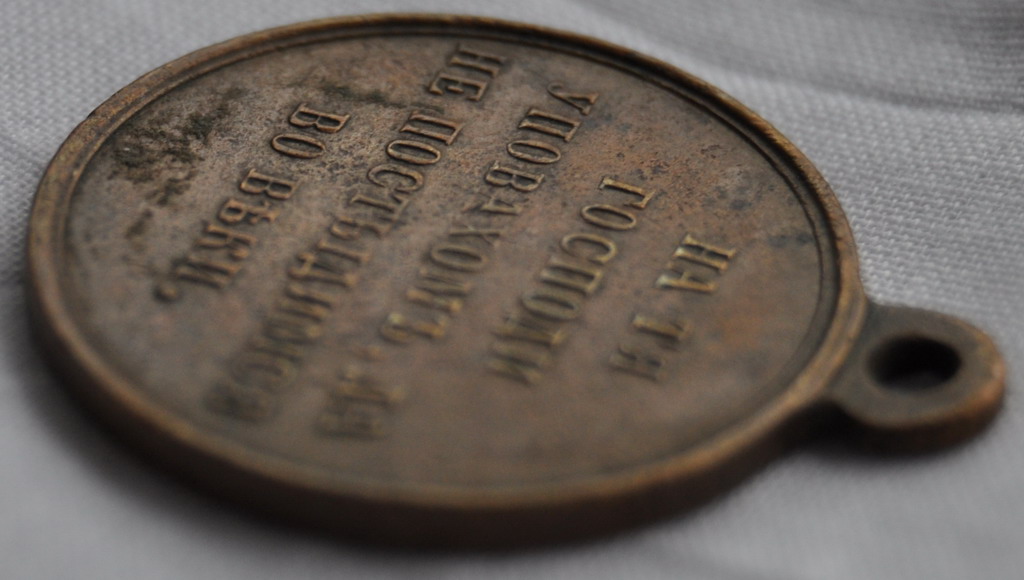 НА ТЯ
ГОСПОДИ
УПОВАХОМЪ, ДА
НЕ ПОСТЫДИМСЯ
ВО ВѢКИ.